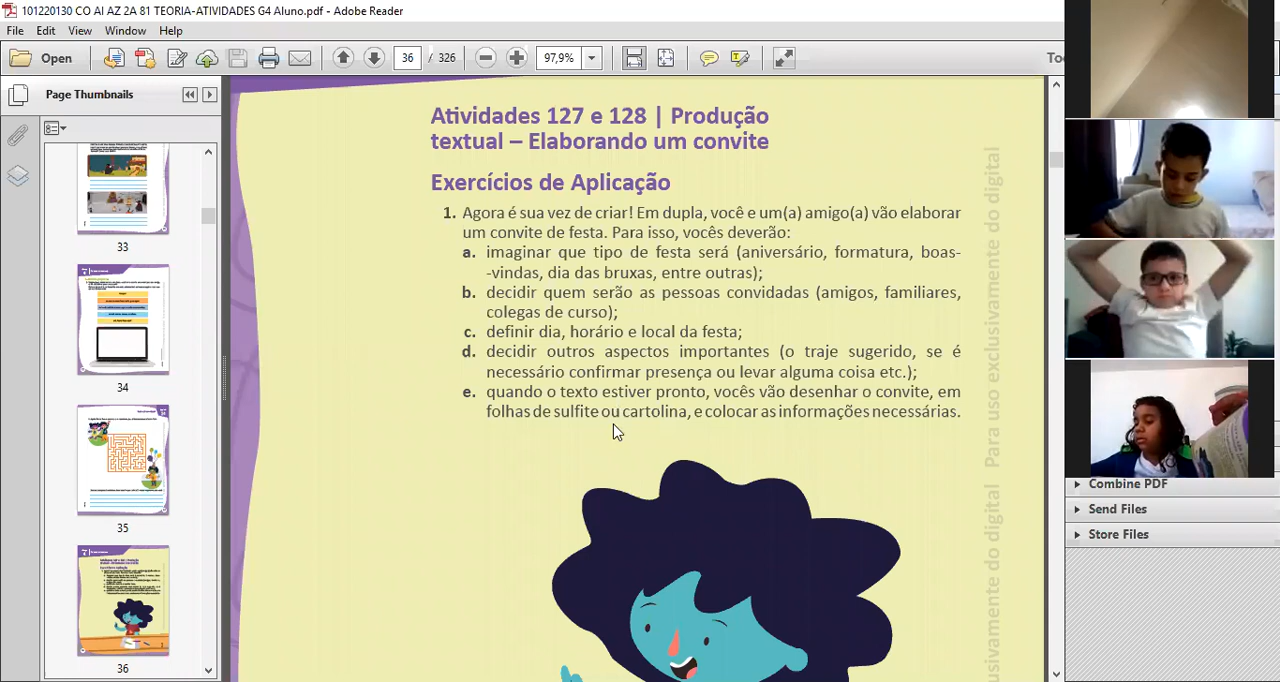 101220130 CO AI AZ 2A 81 TEORIA-ATIVIDADES G4 Aluno.pdf - Adobe Reader
File Edit View Window Help
Open 36 / 326 97,9% To
Page Thumbnails
33
34
35
36
Atividades 127 e 128 | Produção
textual – Elaborando um convite
Exercícios de Aplicação
1. Agora é sua vez de criar! Em dupla, você e um(a) amigo(a) vão elaborar
um convite de festa. Para isso, vocês deverão:
a. imaginar que tipo de festa será (aniversário, formatura, boas-
-vindas, dia das bruxas, entre outras);
b. decidir quem serão as pessoas convidadas (amigos, familiares,
colegas de curso);
c. definir dia, horário e local da festa;
d. decidir outros aspectos importantes (o traje sugerido, se é
necessário confirmar presença ou levar alguma coisa etc.);
e. quando o texto estiver pronto, vocês vão desenhar o convite, em
folhas de sulfite ou cartolina, e colocar as informações necessárias.
Para uso exclusivamente do digital
usivamente do digital
Combine PDF
Send Files
Store Files